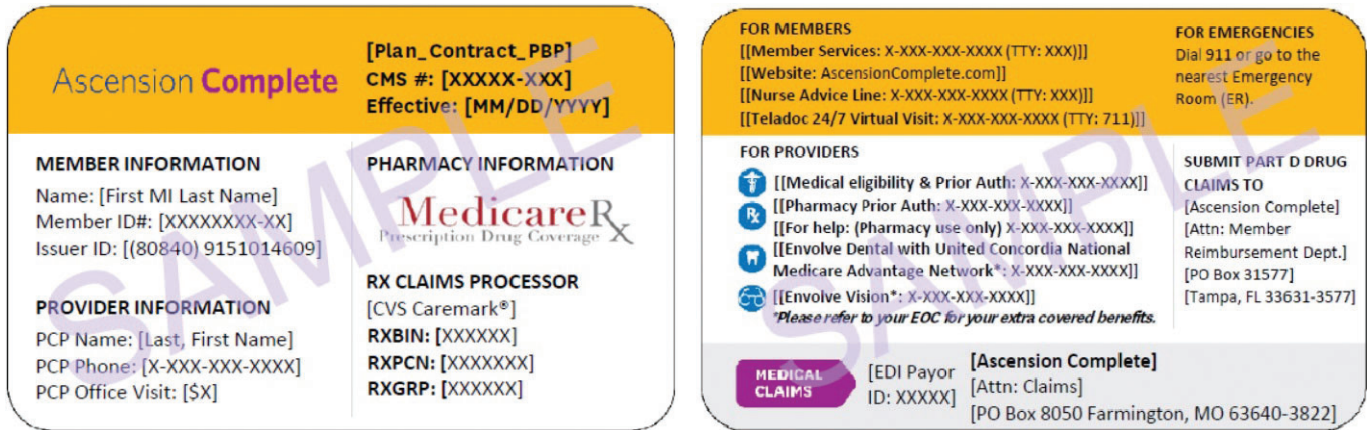 Ascension Complete
[Plan_Contract_PBP]
CMS #: [XXXXX-XXX]
Effective: [MM/DD/YYYY]
MEMBER INFORMATION
Name: [First MI Last Name]
Member ID#: [XXXXXXXX-XX]
Issuer ID: [(80840) 9151014609]
PROVIDER INFORMATION
PCP Name: [Last, First Name]
PCP Phone: [X-XXX-XXX-XXXX]
PCP Office Visit: [$X]
PHARMACY INFORMATION
MedicareRx
Prescription Drug Coverage
RX CLAIMS PROCESSOR
[CVS Caremark®]
RXBIN: [XXXXXX]
RXPCN: [XXXXXXX]
RXGRP: [XXXXXX]
SAMPLE
FOR MEMBERS
[[Member Services: X-XXX-XXX-XXXX (TTY: XXX)]]
[[Website: AscensionComplete.com]]
[[Nurse Advice Line: X-XXX-XXX-XXXX (TTY: XXX)]]
[[Teladoc 24/7 Virtual Visit: X-XXX-XXX-XXXX (TTY: 711)]]
FOR EMERGENCIES
Dial 911 or go to the
nearest Emergency
Room (ER).
FOR PROVIDERS
[[Medical eligibility & Prior Auth: X-XXX-XXX-XXXX]]
Rx
[[Pharmacy Prior Auth: X-XXX-XXX-XXXX]]
[[For help: (Pharmacy use only) X-XXX-XXX-XXXX]]
[[Envolve Dental with United Concordia National
Medicare Advantage Network*: X-XXX-XXX-XXXX]]
[[Envolve Vision*: X-XXX-XXX-XXXX]]
*Please refer to your EOC for your extra covered benefits.
SUBMIT PART D DRUG
CLAIMS TO
[Ascension Complete]
[Attn: Member
Reimbursement Dept.]
[PO Box 31577]
[Tampa, FL 33631-3577]
MEDICAL
CLAIMS
[EDI Payor
ID: XXXXX]
[Ascension Complete]
[Attn: Claims]
[PO Box 8050 Farmington, MO 63640-3822]
SAMPLE